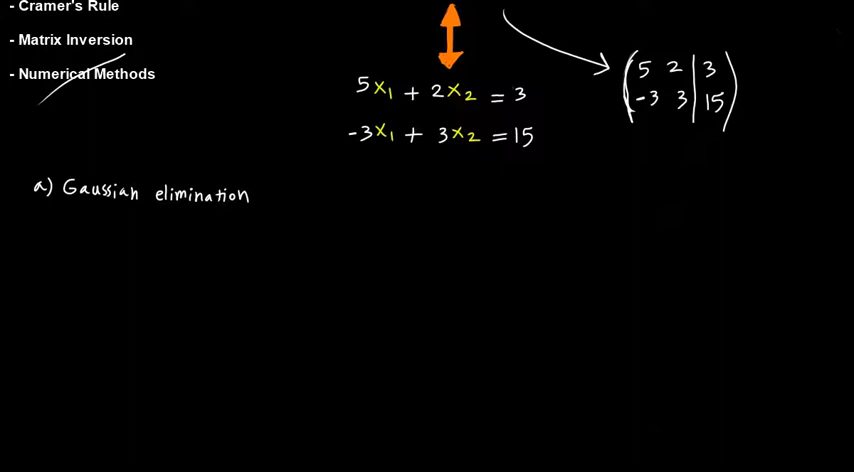 - Cramer's Rule
- Matrix Inversion
- Numerical Methods
5x₁ + 2x₂ = 3
-3x₁ + 3x₂ = 15
5 2 | 3
-3 3 | 15
a) Gaussian elimination